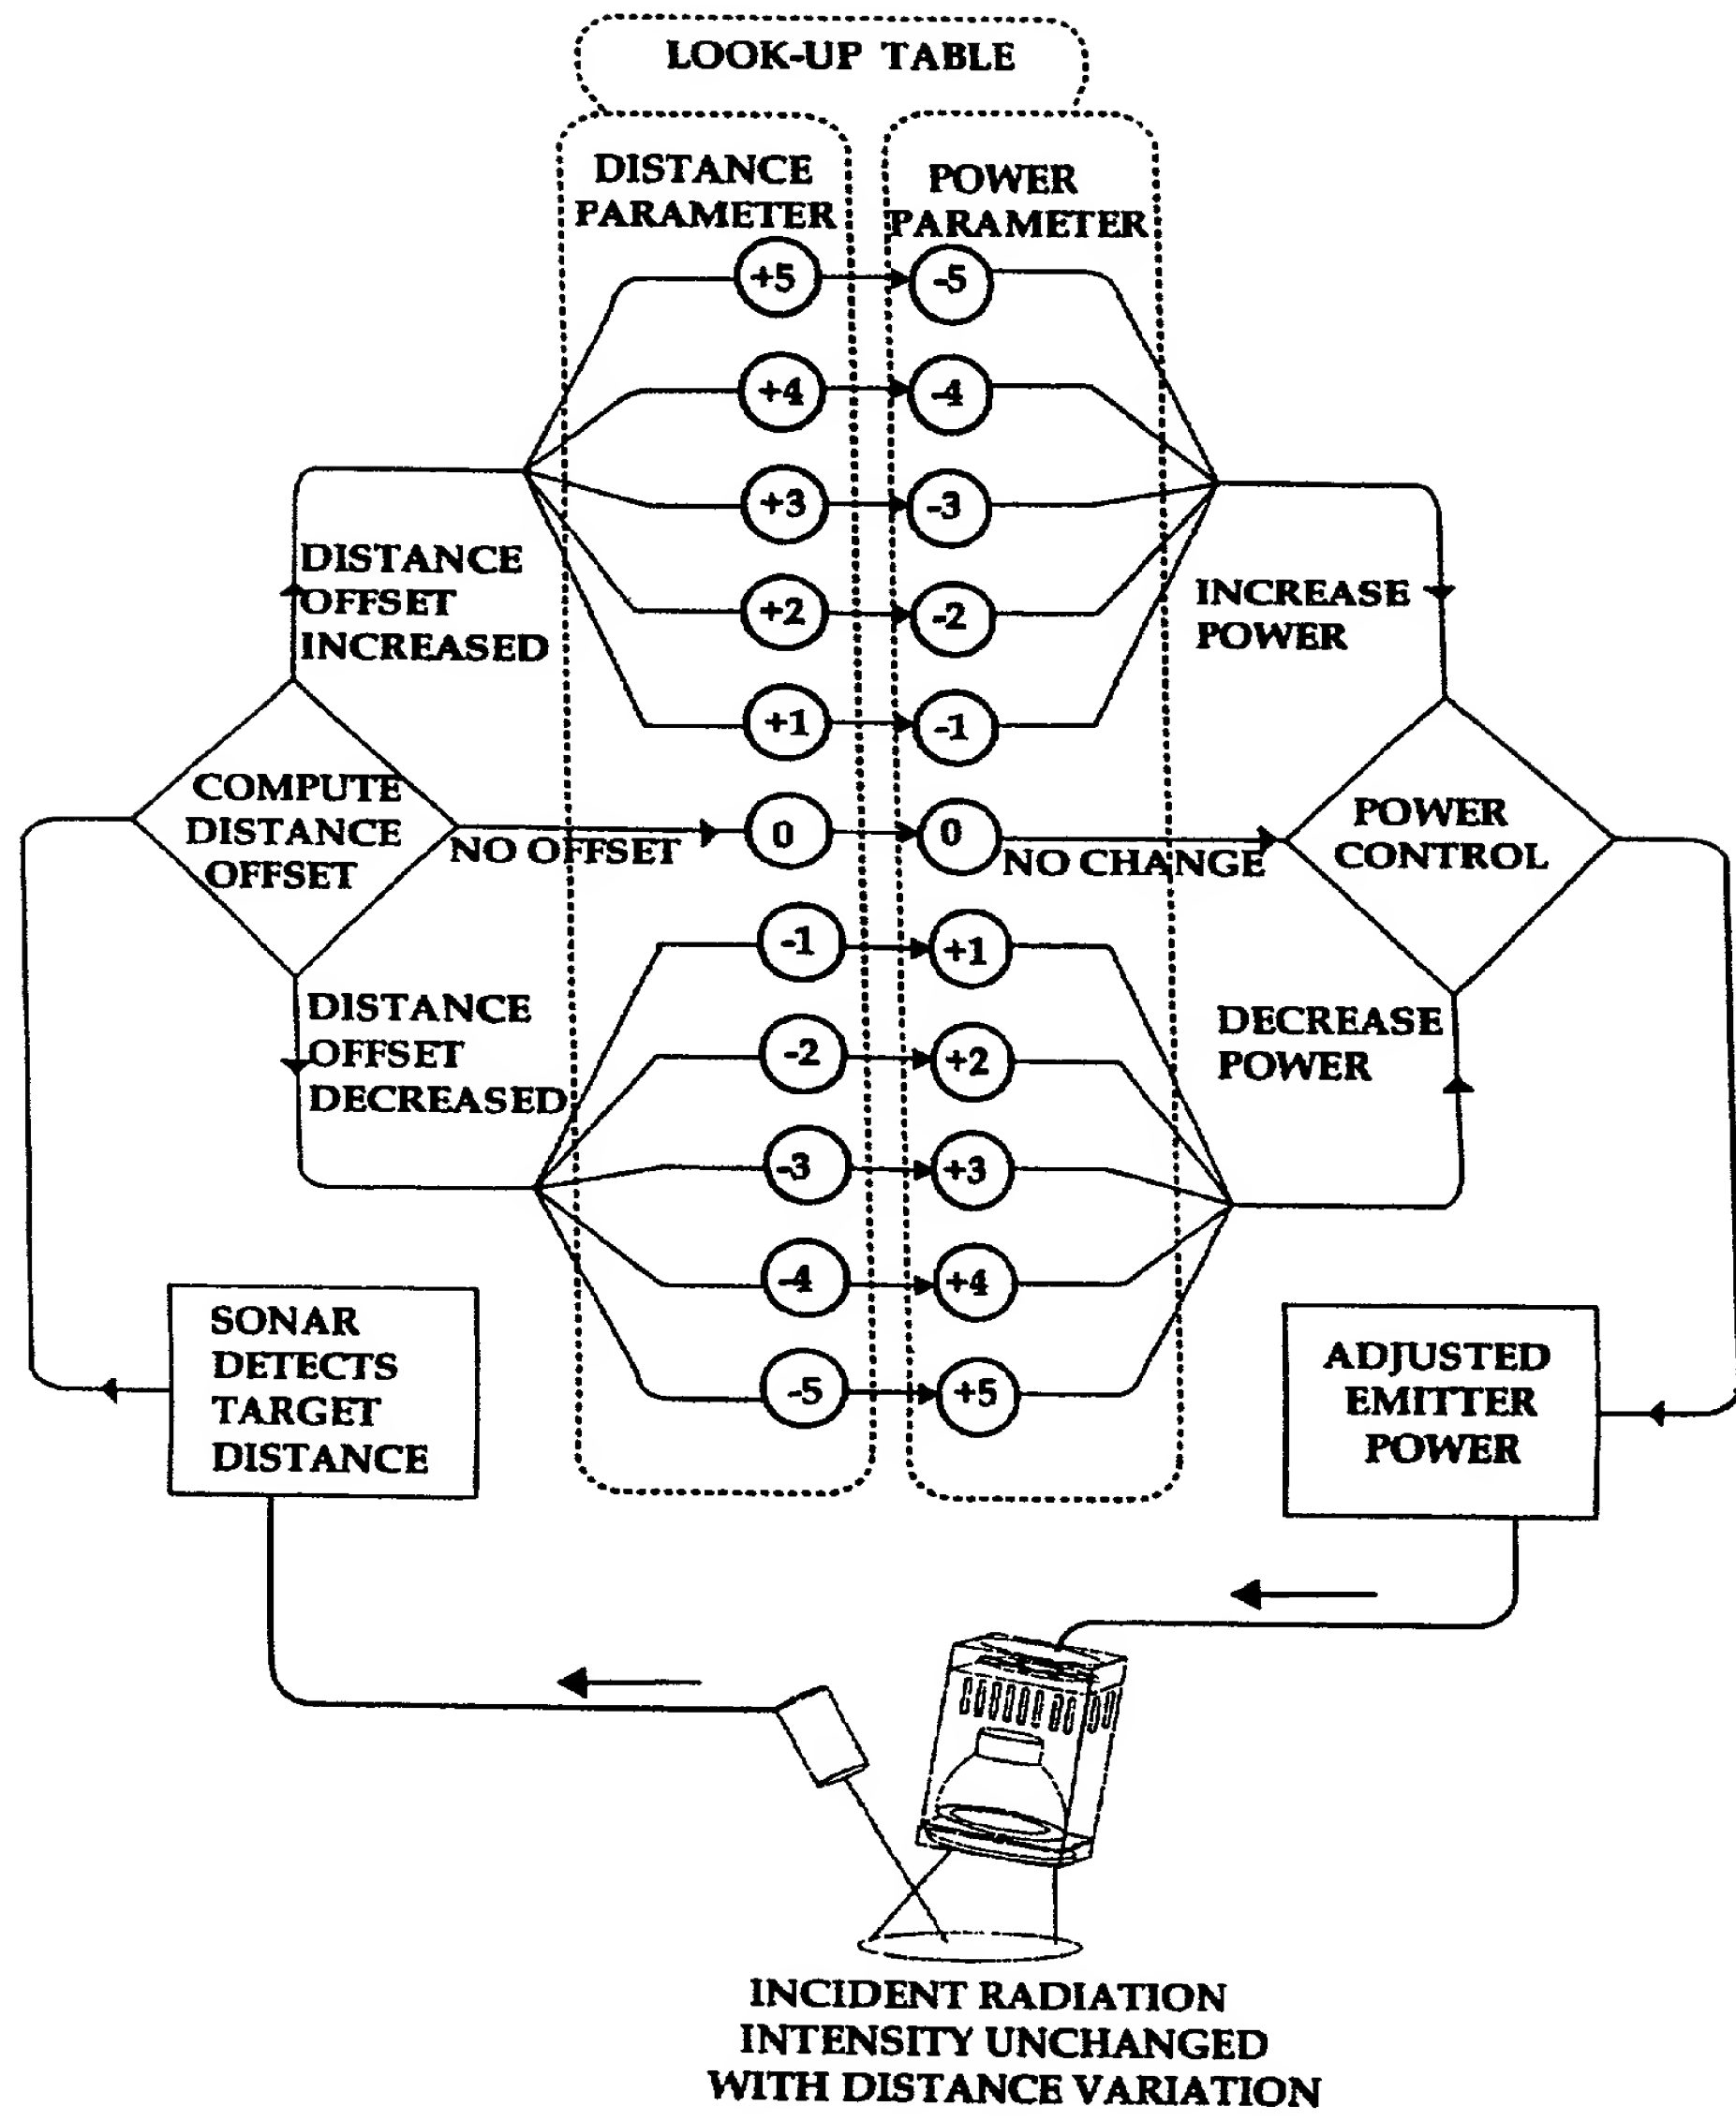 LOOK-UP TABLE
DISTANCE
PARAMETER
POWER
PARAMETER
+5
-5
+4
-4
+3
-3
+2
-2
+1
-1
0
0
-1
+1
-2
+2
-3
+3
-4
+4
-5
+5
DISTANCE
OFFSET
INCREASED
INCREASE
POWER
COMPUTE
DISTANCE
OFFSET
NO OFFSET
NO CHANGE
POWER
CONTROL
DISTANCE
OFFSET
DECREASED
DECREASE
POWER
SONAR
DETECTS
TARGET
DISTANCE
ADJUSTED
EMITTER
POWER
INCIDENT RADIATION
INTENSITY UNCHANGED
WITH DISTANCE VARIATION